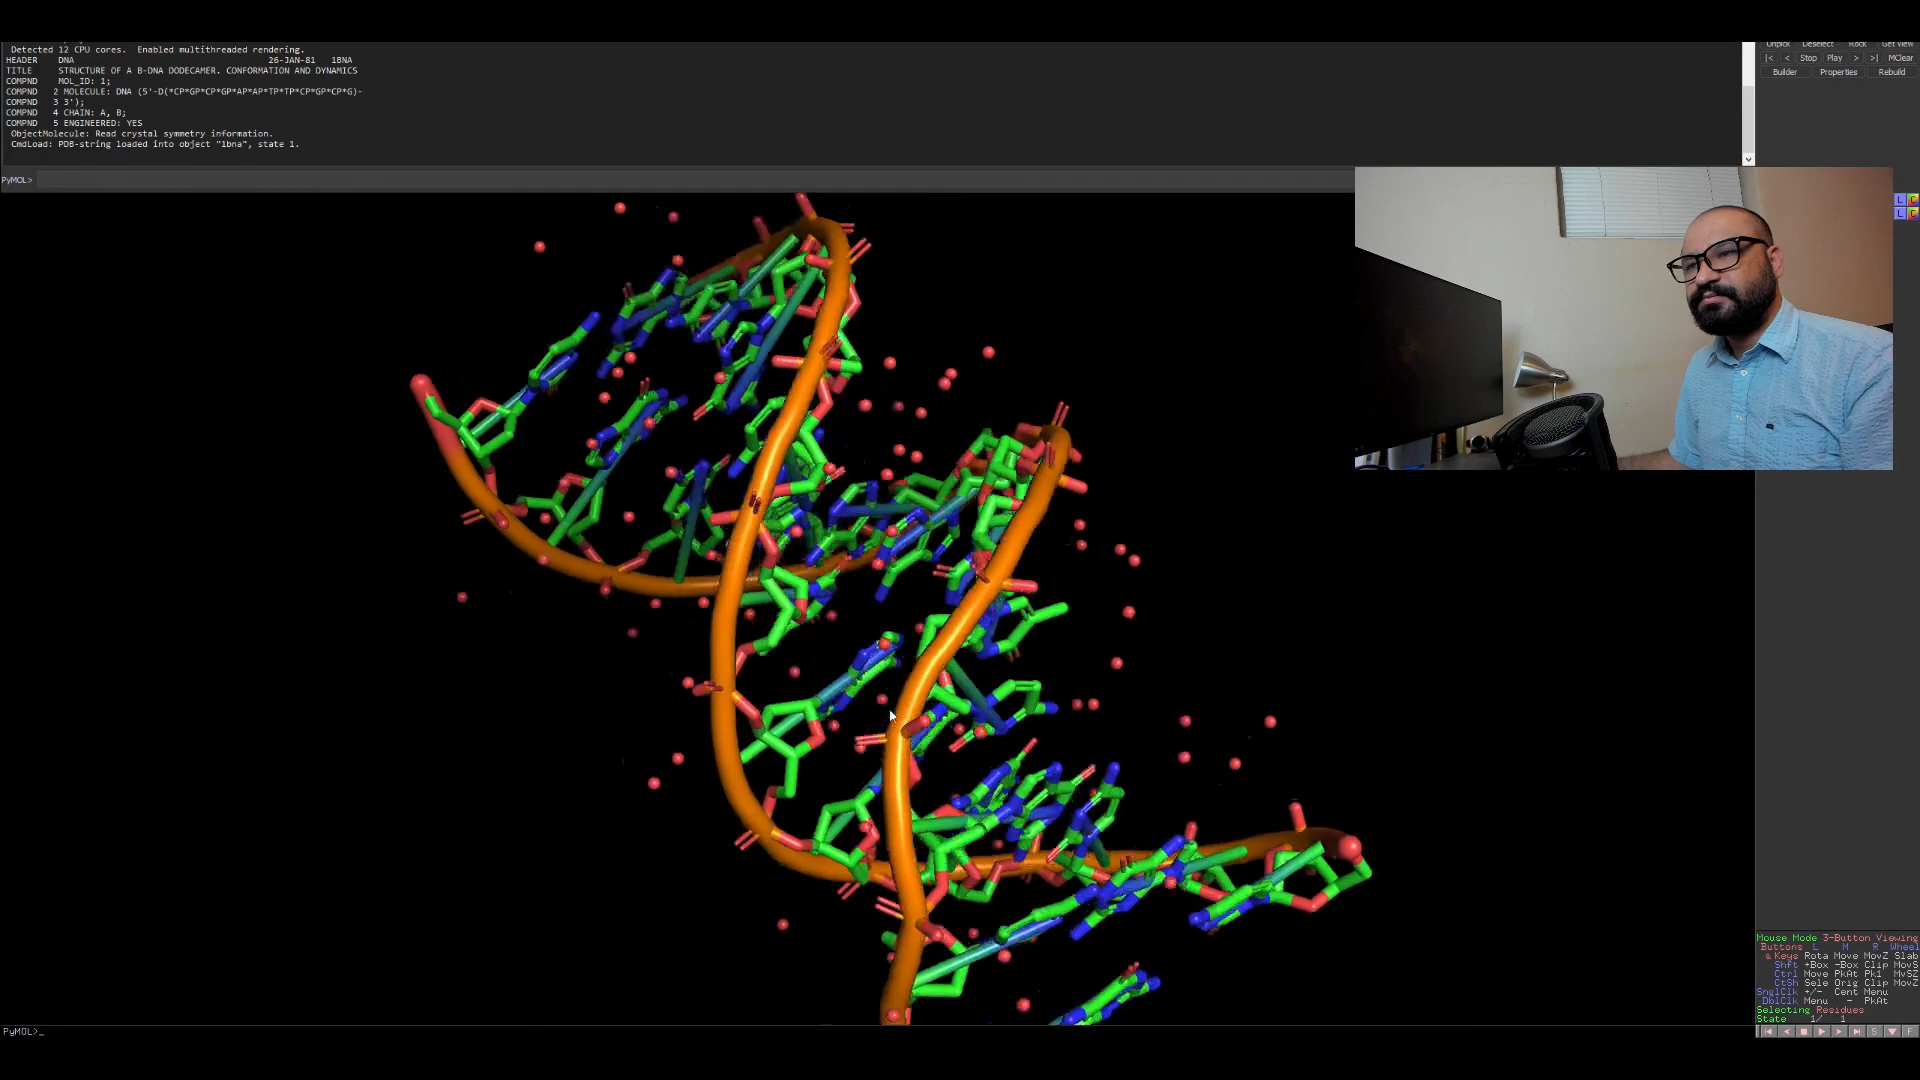 Detected 12 CPU cores. Enabled multithreaded rendering.
HEADER DNA 26-JAN-81 1BNA
TITLE STRUCTURE OF A B-DNA DODECAMER. CONFORMATION AND DYNAMICS
COMPND MOL_ID: 1;
COMPND 2 MOLECULE: DNA (5'-D(*CP*GP*CP*GP*AP*AP*TP*TP*CP*GP*CP*G)-
COMPND 3 3');
COMPND 4 CHAIN: A, B;
COMPND 5 ENGINEERED: YES
ObjectMolecule: Read crystal symmetry information.
CmdLoad: PDB-string loaded into object "1bna", state 1.
PyMOL>
Unpick Deselect Rock Get View
|< < Stop Play > >| MClear
Builder Properties Rebuild
L C
L C
Mouse Mode 3-Button Viewing
Buttons L M R Wheel
& Keys Rota Move MovZ Slab
Shft +Box -Box Clip MovS
Ctrl Move PkAt Pk1 MvSZ
CtSh Sele Orig Clip MovZ
SnglClk +/- Cent Menu
DblClk Menu - PkAt
Selecting Residues
State 1/ 1
PyMOL>_
S F